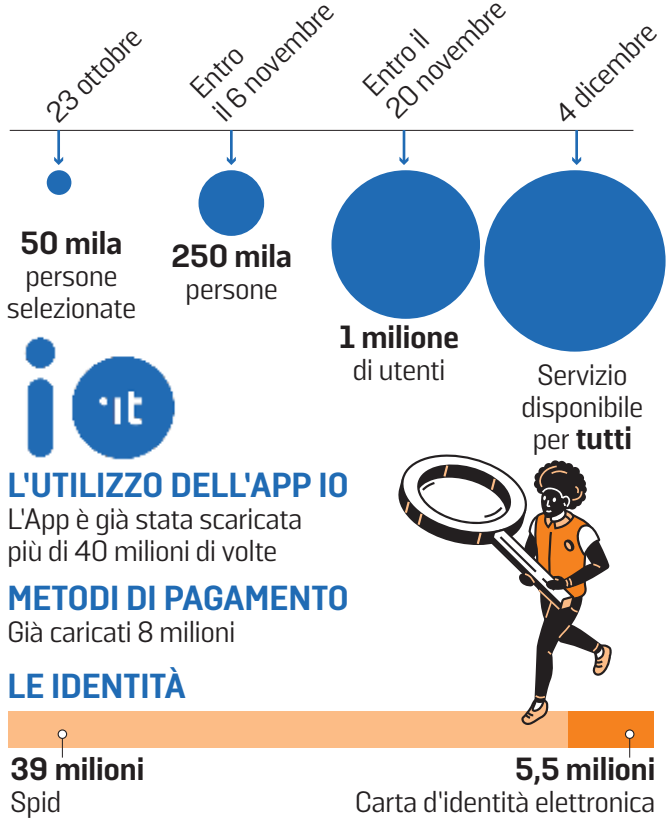 23 ottobre
Entro
il 6 novembre
Entro il
20 novembre
4 dicembre
50 mila
persone
selezionate
250 mila
persone
1 milione
di utenti
Servizio
disponibile
per tutti
io
.it
L'UTILIZZO DELL'APP IO
L'App è già stata scaricata
più di 40 milioni di volte
METODI DI PAGAMENTO
Già caricati 8 milioni
LE IDENTITÀ
39 milioni
Spid
5,5 milioni
Carta d'identità elettronica